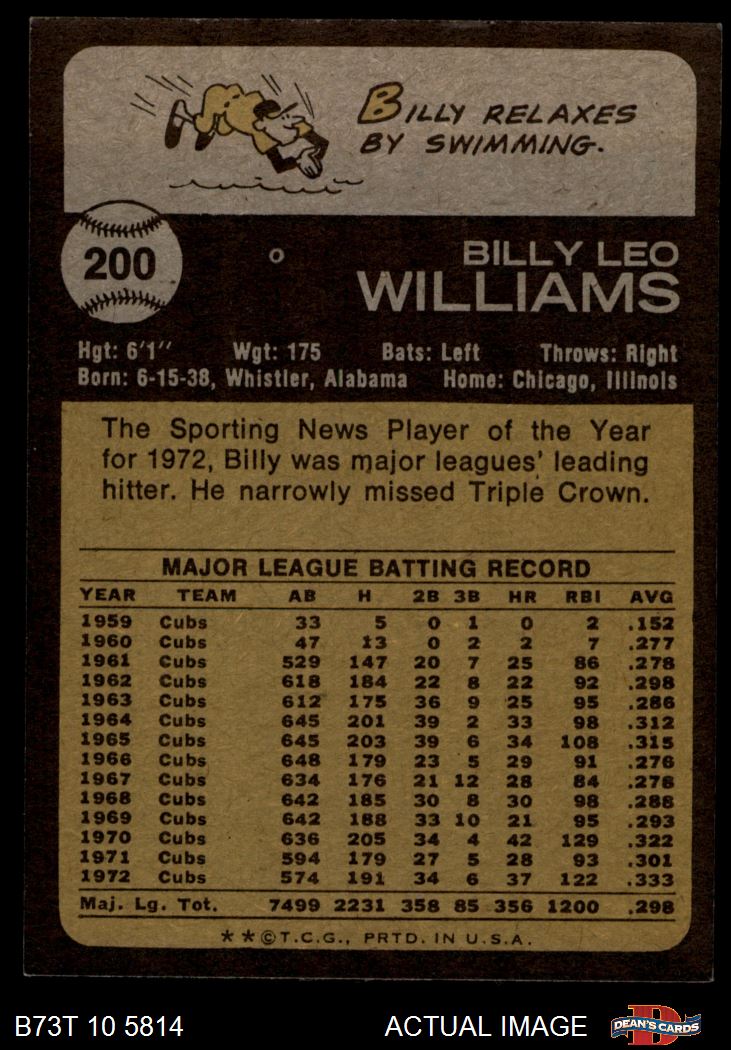 BILLY RELAXES
BY SWIMMING.
200
BILLY LEO
WILLIAMS
Hgt: 6'1" Wgt: 175 Bats: Left Throws: Right
Born: 6-15-38, Whistler, Alabama Home: Chicago, Illinois
The Sporting News Player of the Year
for 1972, Billy was major leagues' leading
hitter. He narrowly missed Triple Crown.
MAJOR LEAGUE BATTING RECORD
YEAR TEAM AB H 2B 3B HR RBI AVG
1959 Cubs 33 5 0 1 0 2 .152
1960 Cubs 47 13 0 2 2 7 .277
1961 Cubs 529 147 20 7 25 86 .278
1962 Cubs 618 184 22 8 22 92 .298
1963 Cubs 612 175 36 9 25 95 .286
1964 Cubs 645 201 39 2 33 98 .312
1965 Cubs 645 203 39 6 34 108 .315
1966 Cubs 648 179 23 5 29 91 .276
1967 Cubs 634 176 21 12 28 84 .278
1968 Cubs 642 185 30 8 30 98 .288
1969 Cubs 642 188 33 10 21 95 .293
1970 Cubs 636 205 34 4 42 129 .322
1971 Cubs 594 179 27 5 28 93 .301
1972 Cubs 574 191 34 6 37 122 .333
Maj. Lg. Tot. 7499 2231 358 85 356 1200 .298
* * © T.C.G., PRTD. IN U.S.A.
B73T 10 5814 ACTUAL IMAGE D DEAN'S CARDS